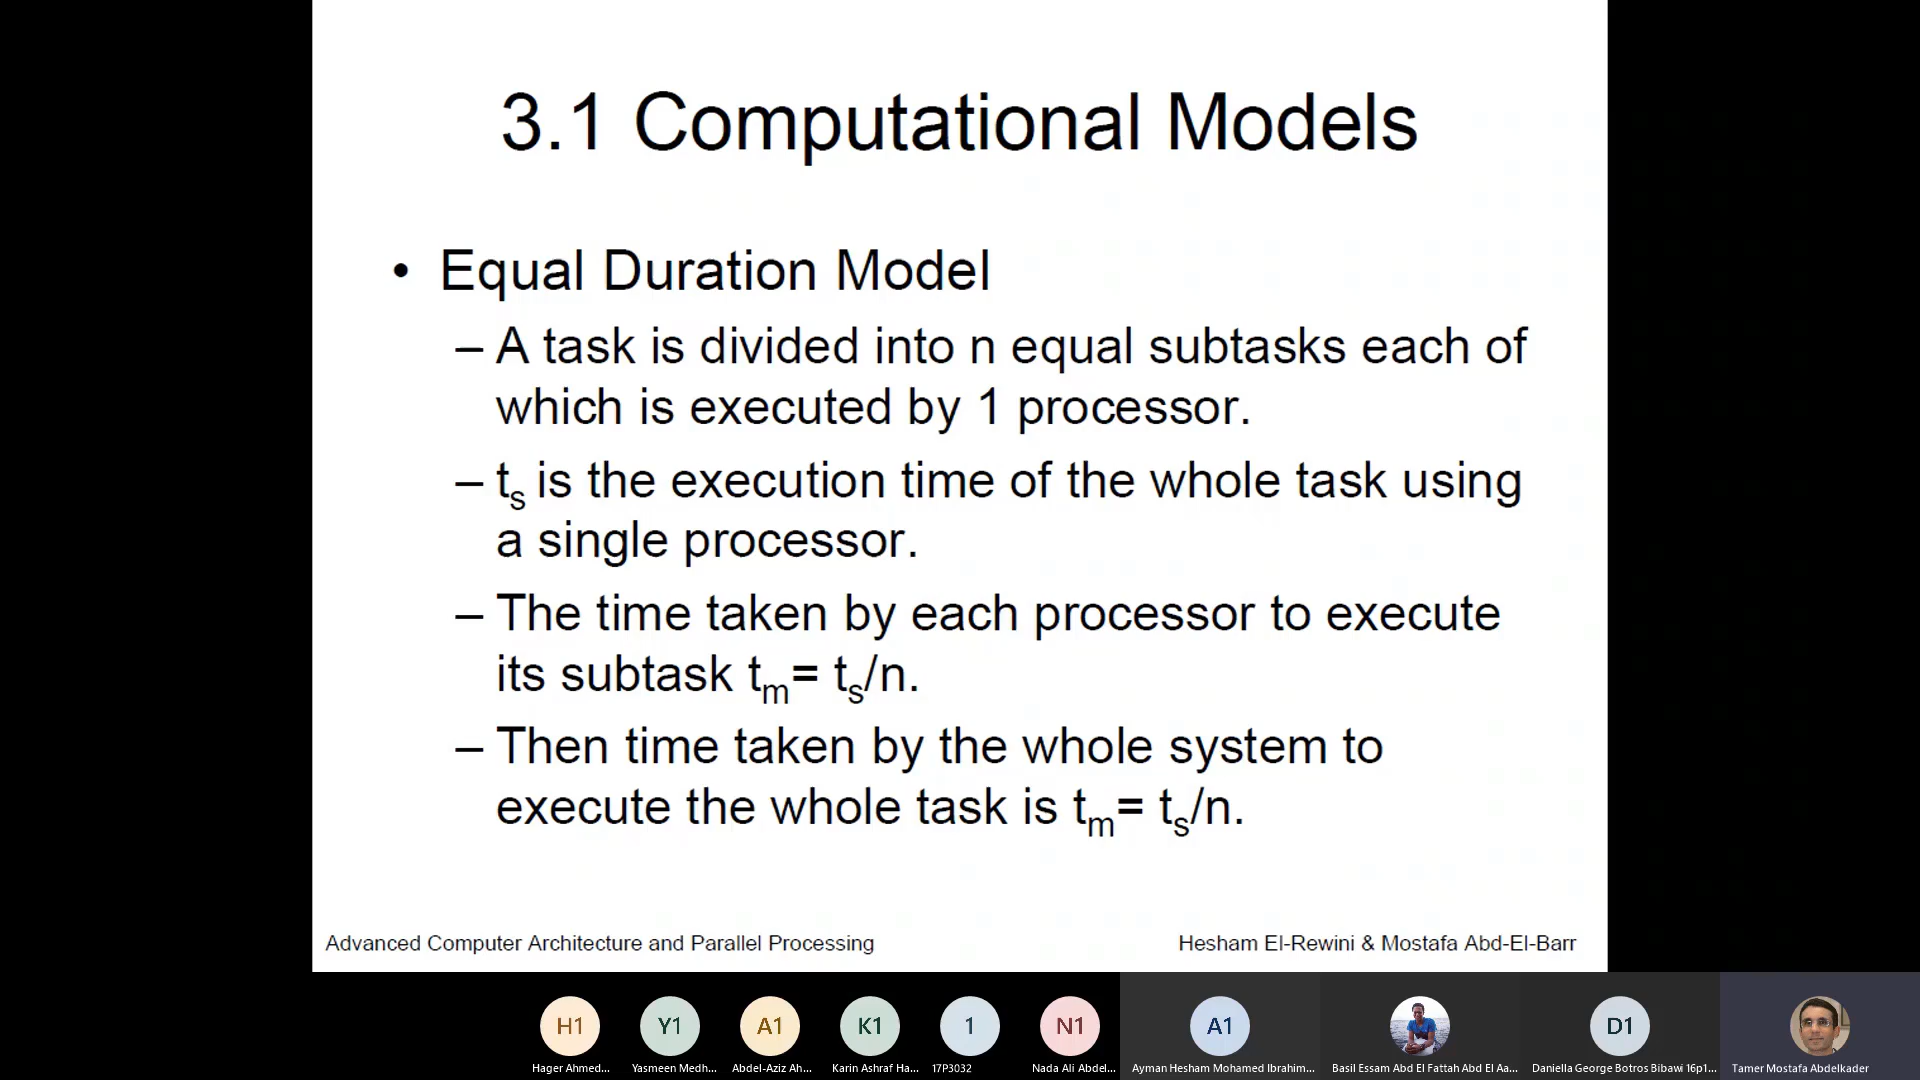 3.1 Computational Models
• Equal Duration Model
– A task is divided into n equal subtasks each of
which is executed by 1 processor.
– ts is the execution time of the whole task using
a single processor.
– The time taken by each processor to execute
its subtask tm= ts/n.
– Then time taken by the whole system to
execute the whole task is tm= ts/n.
Advanced Computer Architecture and Parallel Processing
Hesham El-Rewini & Mostafa Abd-El-Barr
H1
Y1
A1
K1
1
N1
A1
D1
Hager Ahmed...
Yasmeen Medh...
Abdel-Aziz Ah...
Karin Ashraf Ha...
17P3032
Nada Ali Abdel...
Ayman Hesham Mohamed Ibrahim...
Basil Essam Abd El Fattah Abd El Aa...
Daniella George Botros Bibawi 16p1...
Tamer Mostafa Abdelkader